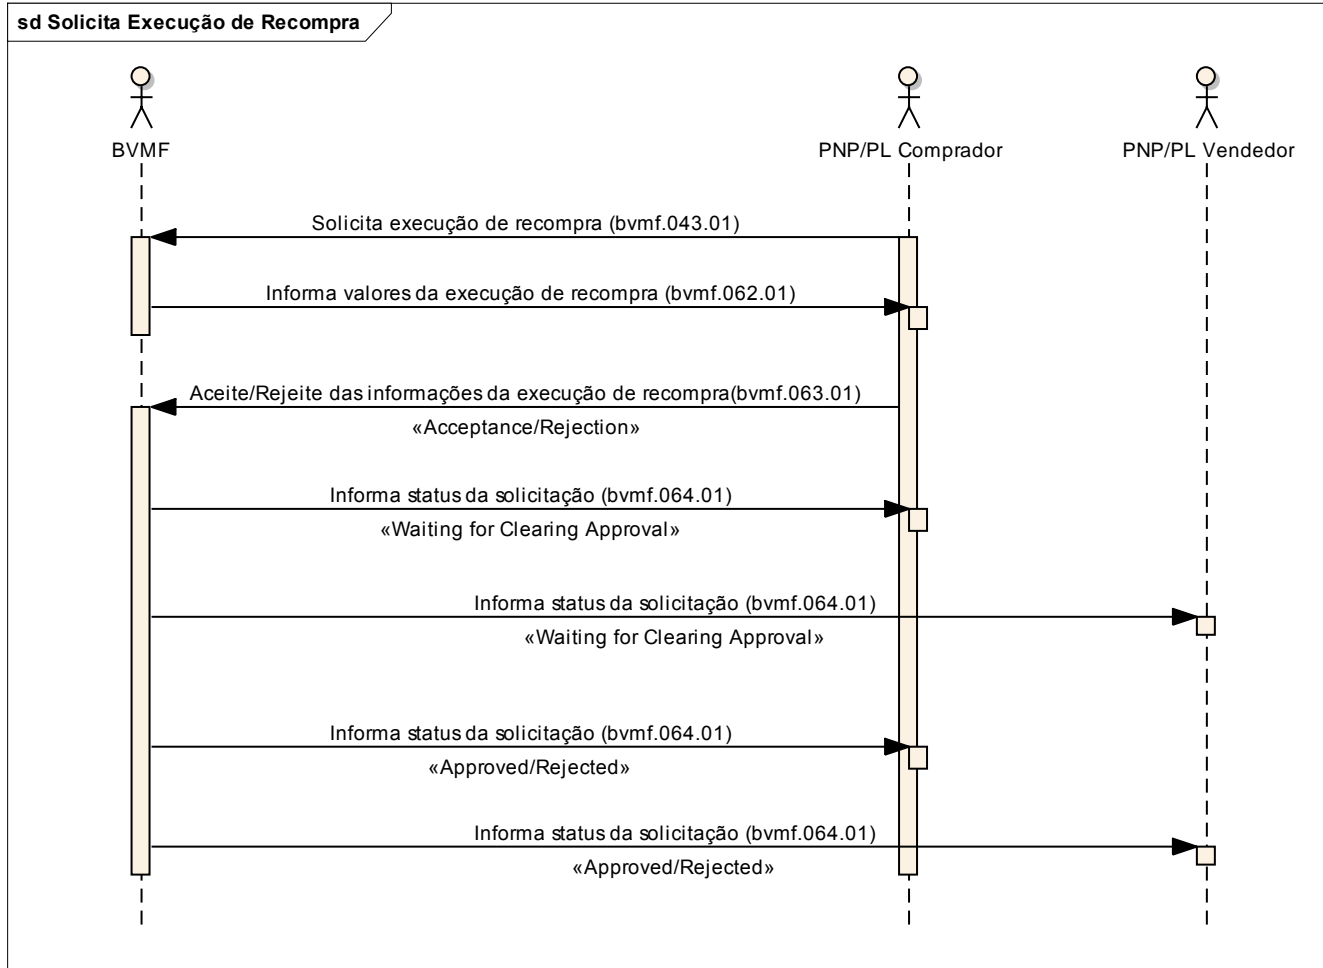 sd Solicita Execução de Recompra
BVMF
PNP/PL Comprador
PNP/PL Vendedor
Solicita execução de recompra (bvmf.043.01)
Informa valores da execução de recompra (bvmf.062.01)
Aceite/Rejeite das informações da execução de recompra(bvmf.063.01)
«Acceptance/Rejection»
Informa status da solicitação (bvmf.064.01)
«Waiting for Clearing Approval»
Informa status da solicitação (bvmf.064.01)
«Waiting for Clearing Approval»
Informa status da solicitação (bvmf.064.01)
«Approved/Rejected»
Informa status da solicitação (bvmf.064.01)
«Approved/Rejected»